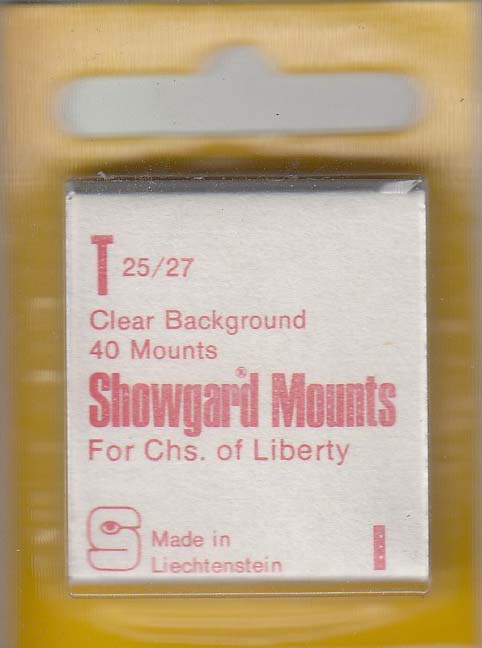 T 25/27
Clear Background
40 Mounts
Showgard® Mounts
For Chs. of Liberty
S Made in
Liechtenstein I